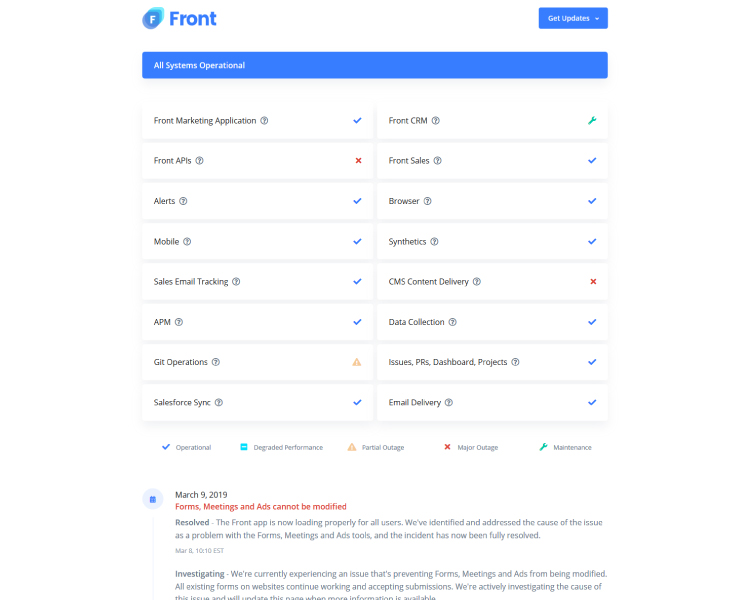 F Front
Get Updates
All Systems Operational
Front Marketing Application
Front CRM
Front APIs
Front Sales
Alerts
Browser
Mobile
Synthetics
Sales Email Tracking
CMS Content Delivery
APM
Data Collection
Git Operations
Issues, PRs, Dashboard, Projects
Salesforce Sync
Email Delivery
Operational
Degraded Performance
Partial Outage
Major Outage
Maintenance
March 9, 2019
Forms, Meetings and Ads cannot be modified
Resolved - The Front app is now loading properly for all users. We've identified and addressed the cause of the issue
as a problem with the Forms, Meetings and Ads tools, and the incident has now been fully resolved.
Mar 8, 10:10 EST
Investigating - We're currently experiencing an issue that's preventing Forms, Meetings and Ads from being modified.
All existing forms on websites continue working and accepting submissions. We're actively investigating the cause of
this issue and will update this page when more information is available.